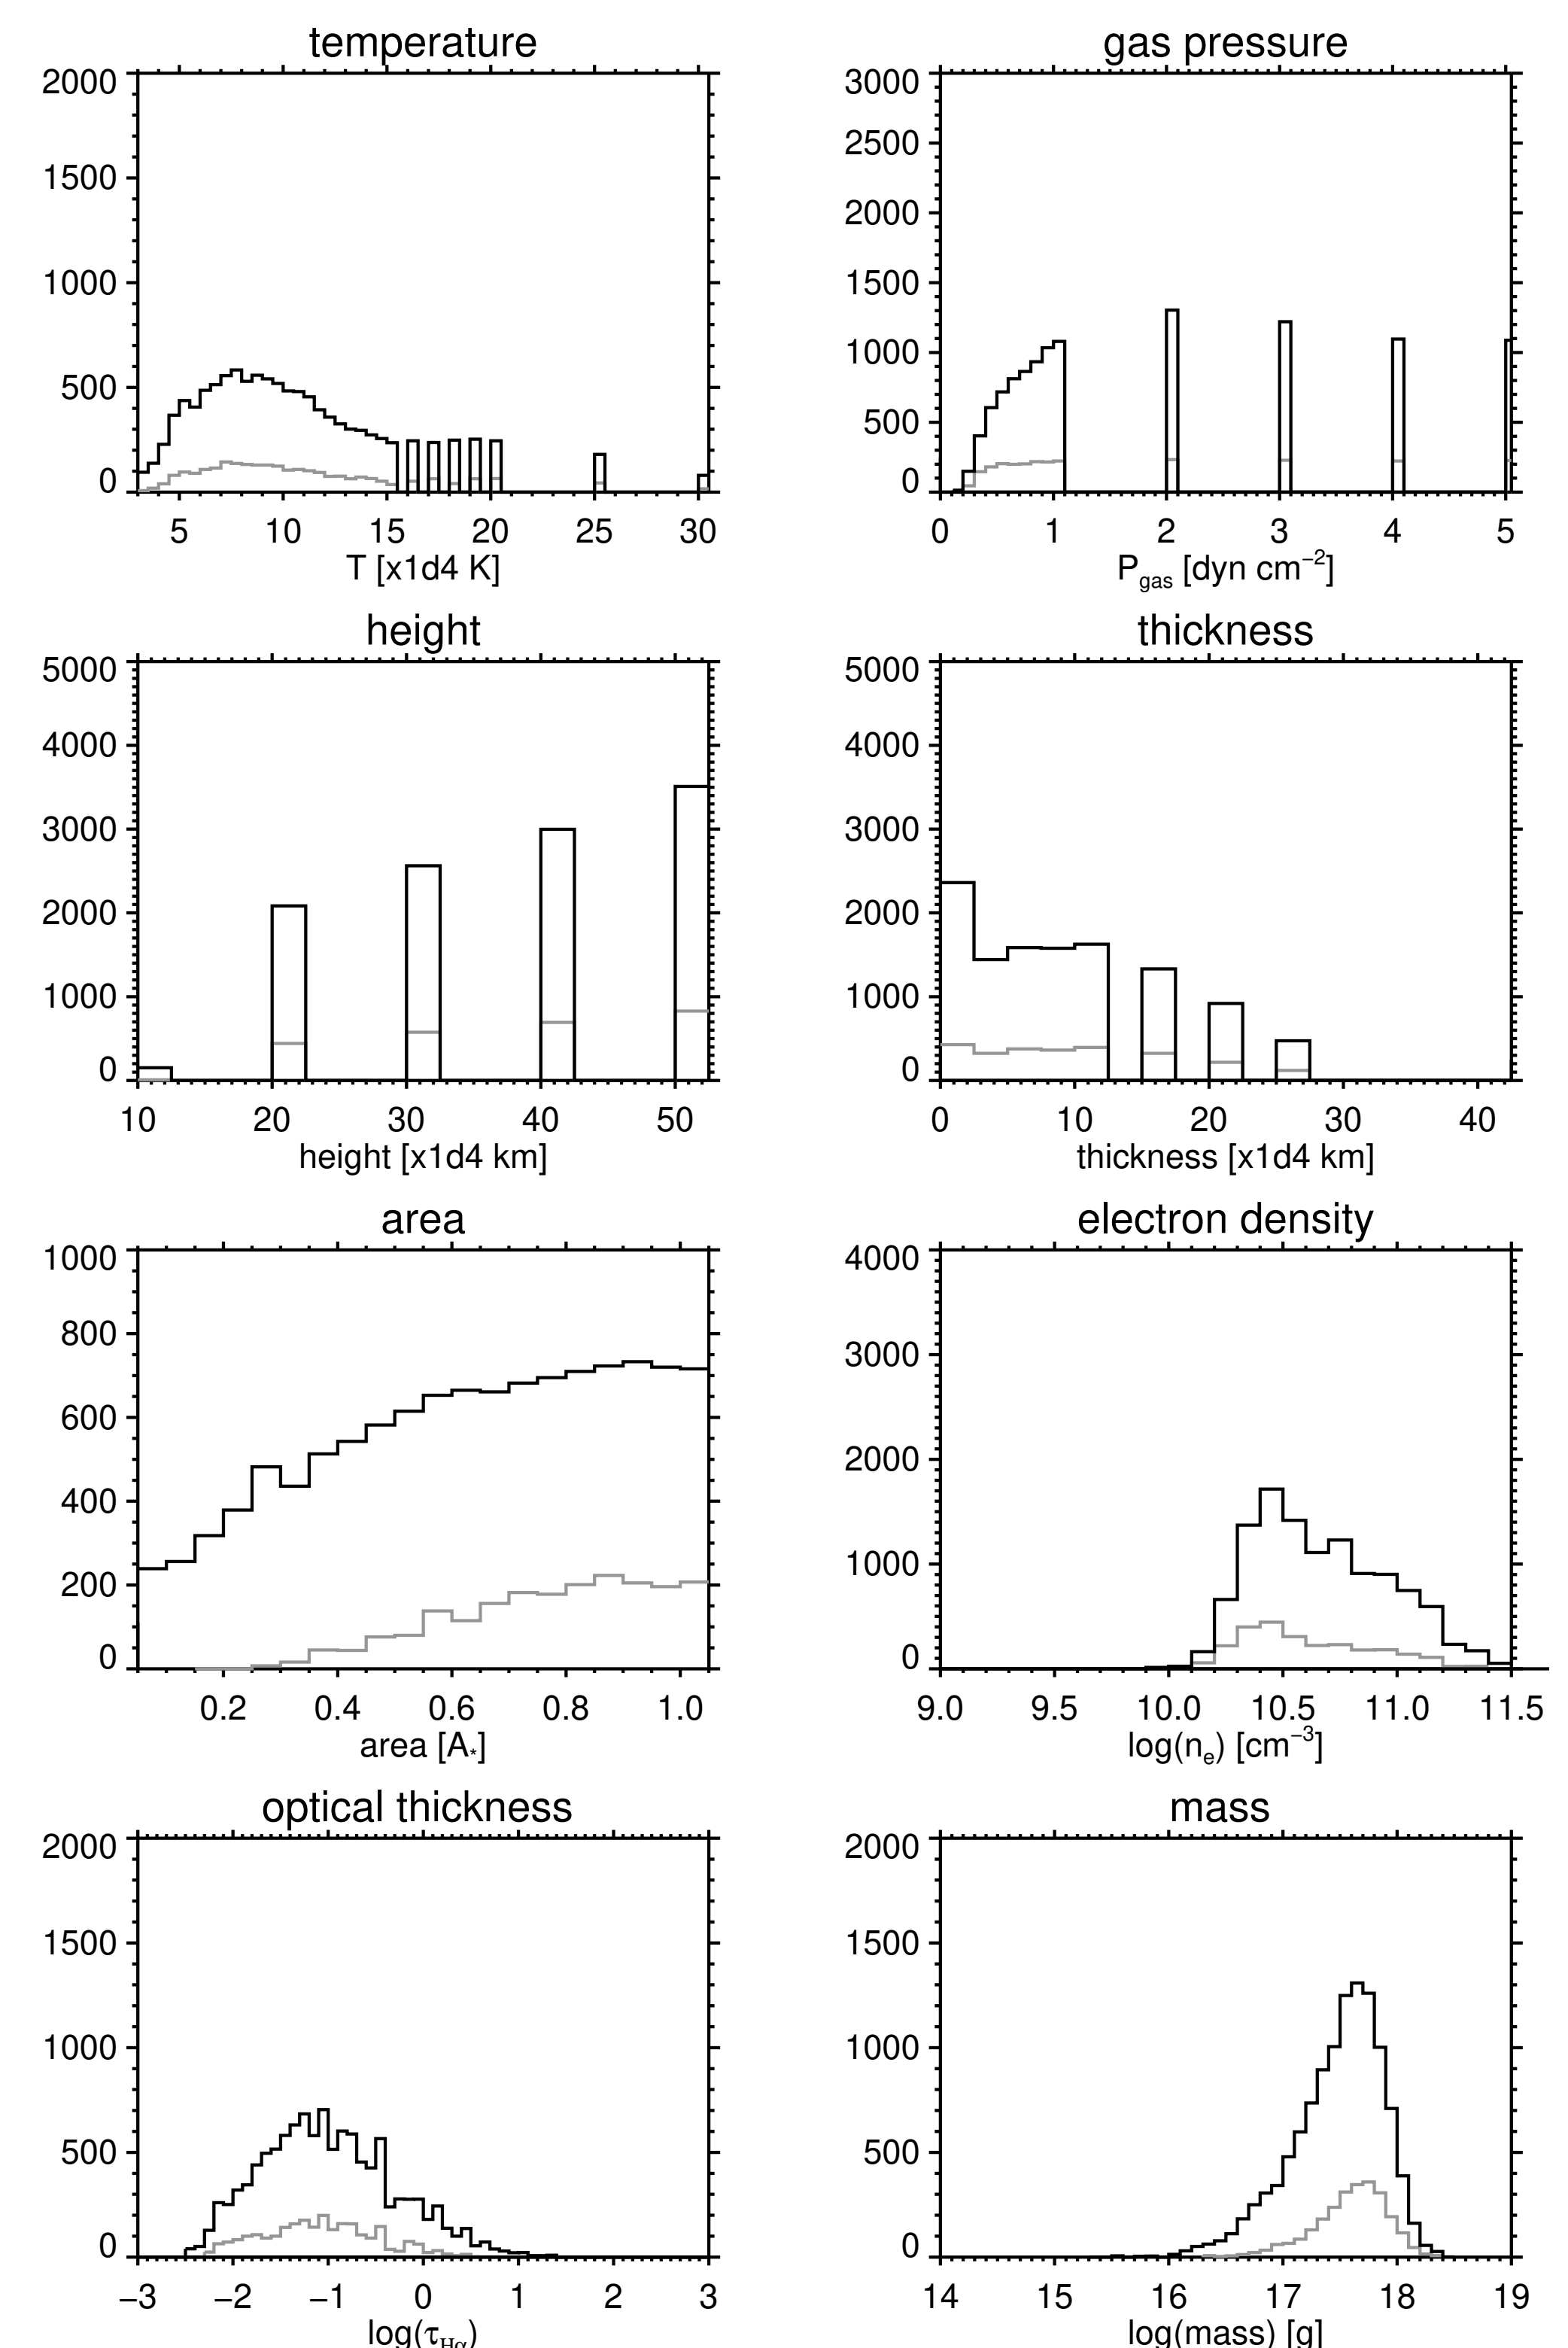 temperature
2000
1500
1000
500
0
5 10 15 20 25 30
T [x1d4 K]
gas pressure
3000
2500
2000
1500
1000
500
0
0 1 2 3 4 5
Pgas [dyn cm−2]
height
5000
4000
3000
2000
1000
0
10 20 30 40 50
height [x1d4 km]
thickness
5000
4000
3000
2000
1000
0
0 10 20 30 40
thickness [x1d4 km]
area
1000
800
600
400
200
0
0.2 0.4 0.6 0.8 1.0
area [A*]
electron density
4000
3000
2000
1000
0
9.0 9.5 10.0 10.5 11.0 11.5
log(ne) [cm−3]
optical thickness
2000
1500
1000
500
0
−3 −2 −1 0 1 2 3
log(τHα)
mass
2000
1500
1000
500
0
14 15 16 17 18 19
log(mass) [g]